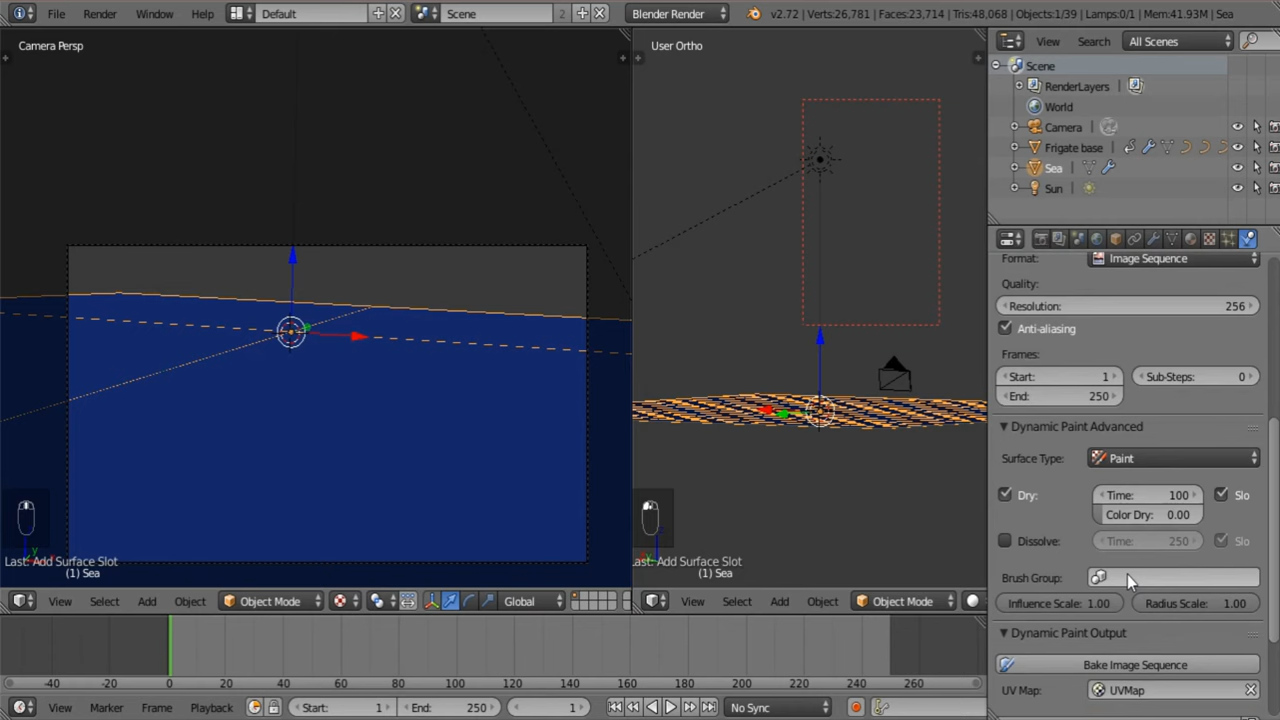 File Render Window Help Default Scene 2 Blender Render v2.72 | Verts:26,781 | Faces:23,714 | Tris:48,068 | Objects:1/39 | Lamps:0/1 | Mem:41.93M | Sea
Camera Persp
User Ortho
View Search All Scenes
Scene
RenderLayers
World
Camera
Frigate base
Sea
Sun
Format: Image Sequence
Quality:
Resolution: 256
Anti-aliasing
Frames:
Start: 1 Sub-Steps: 0
End: 250
Dynamic Paint Advanced
Surface Type: Paint
Dry: Time: 100 Slo
Color Dry: 0.00
Dissolve: Time: 250 Slo
Brush Group:
Influence Scale: 1.00 Radius Scale: 1.00
Dynamic Paint Output
Bake Image Sequence
UV Map: UVMap
Last: Add Surface Slot
(1) Sea
ast: Add Surface Slot
(1) Sea
View Select Add Object Object Mode Global
View Select Add Object Object Mode
-40 -20 0 20 40 60 80 100 120 140 160 180 200 220 240 260
View Marker Frame Playback Start: 1 End: 250 1 No Sync